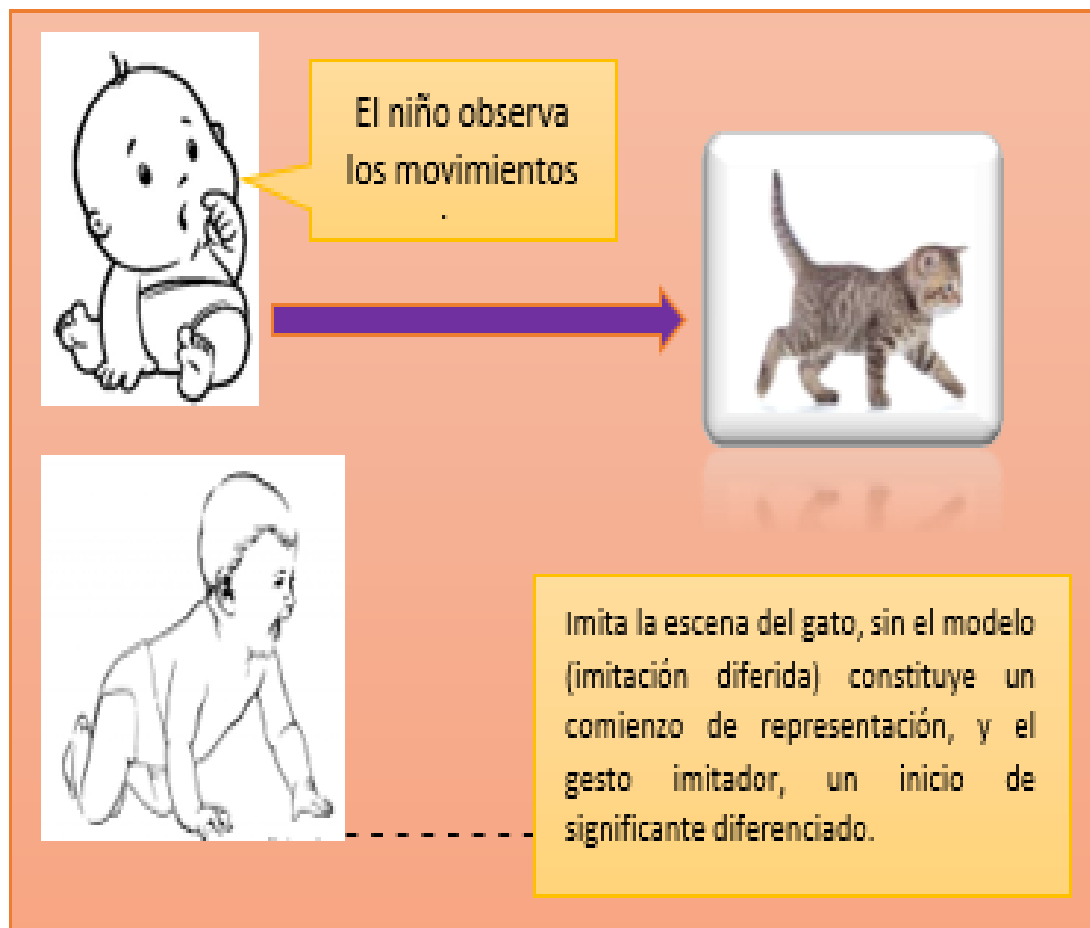 El niño observa
los movimientos
.
Imita la escena del gato, sin el modelo
(imitación diferida) constituye un
comienzo de representación, y el
gesto imitador, un inicio de
significante diferenciado.